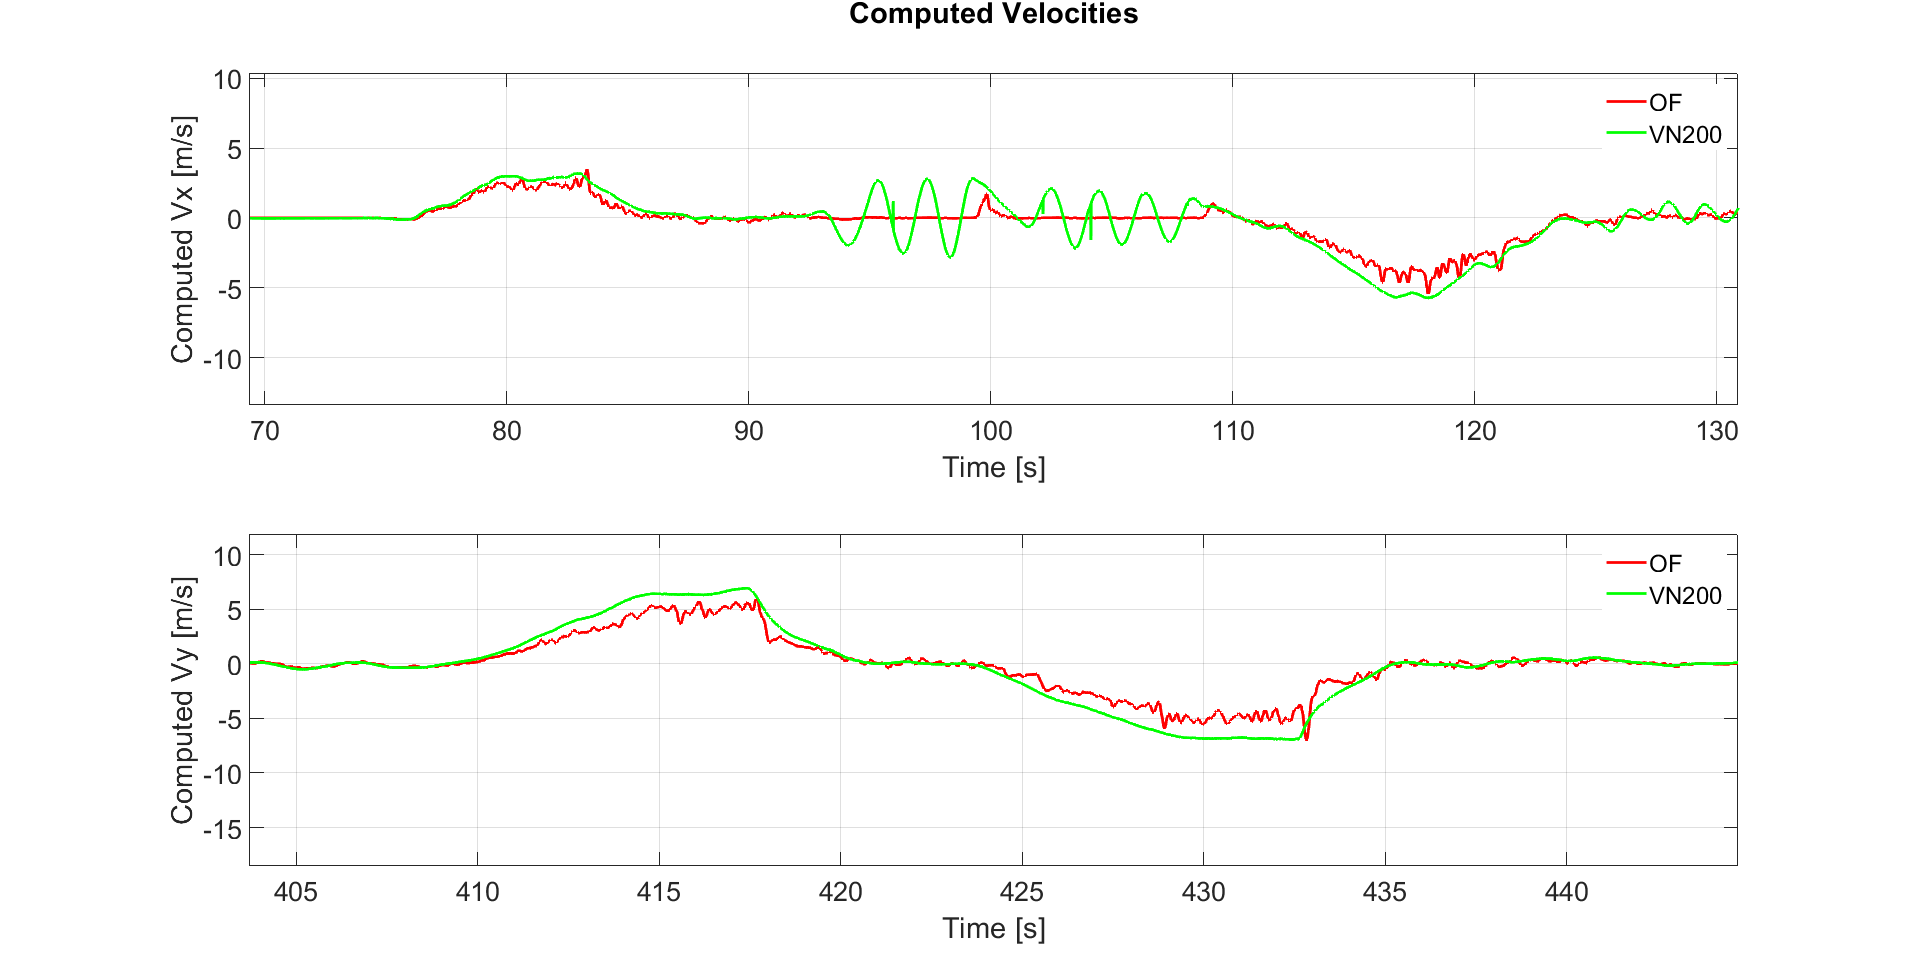 Computed Velocities
10
5
0
-5
-10
Computed Vx [m/s]
OF
VN200
70 80 90 100 110 120 130
Time [s]
10
5
0
-5
-10
-15
Computed Vy [m/s]
OF
VN200
405 410 415 420 425 430 435 440
Time [s]